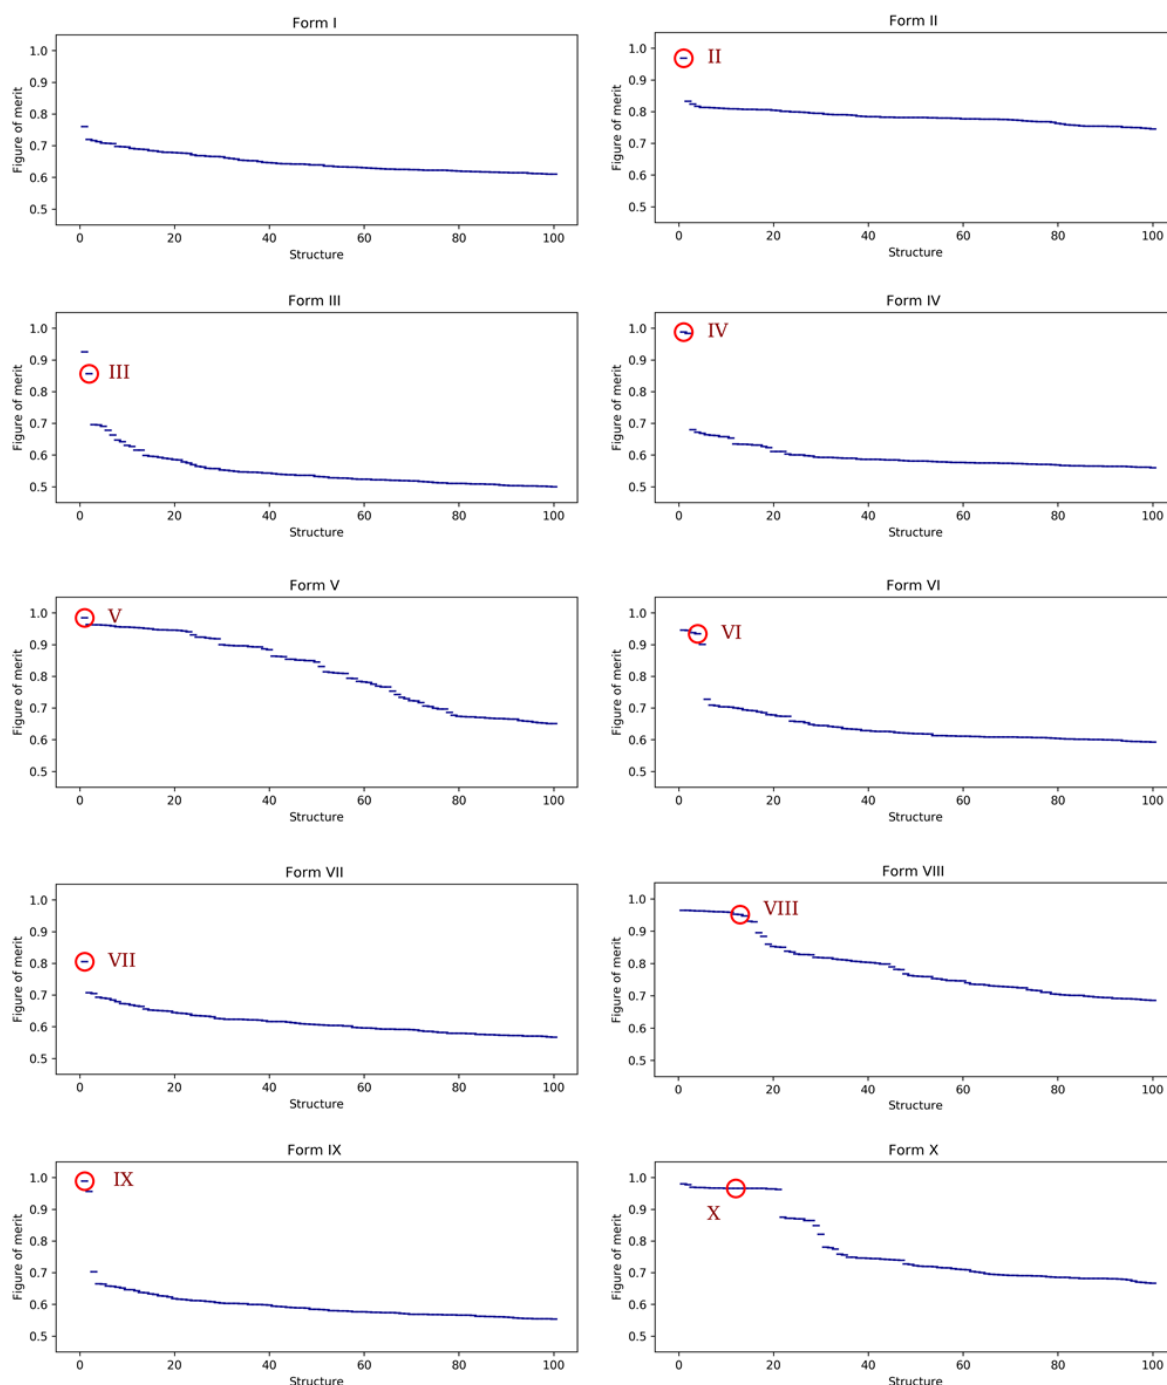 Form I
1.0
0.9
0.8
0.7
0.6
0.5
Figure of merit
0 20 40 60 80 100
Structure
Form II
1.0
0.9
0.8
0.7
0.6
0.5
Figure of merit
II
0 20 40 60 80 100
Structure
Form III
1.0
0.9
0.8
0.7
0.6
0.5
Figure of merit
III
0 20 40 60 80 100
Structure
Form IV
1.0
0.9
0.8
0.7
0.6
0.5
Figure of merit
IV
0 20 40 60 80 100
Structure
Form V
1.0
0.9
0.8
0.7
0.6
0.5
Figure of merit
V
0 20 40 60 80 100
Structure
Form VI
1.0
0.9
0.8
0.7
0.6
0.5
Figure of merit
VI
0 20 40 60 80 100
Structure
Form VII
1.0
0.9
0.8
0.7
0.6
0.5
Figure of merit
VII
0 20 40 60 80 100
Structure
Form VIII
1.0
0.9
0.8
0.7
0.6
0.5
Figure of merit
VIII
0 20 40 60 80 100
Structure
Form IX
1.0
0.9
0.8
0.7
0.6
0.5
Figure of merit
IX
0 20 40 60 80 100
Structure
Form X
1.0
0.9
0.8
0.7
0.6
0.5
Figure of merit
X
0 20 40 60 80 100
Structure